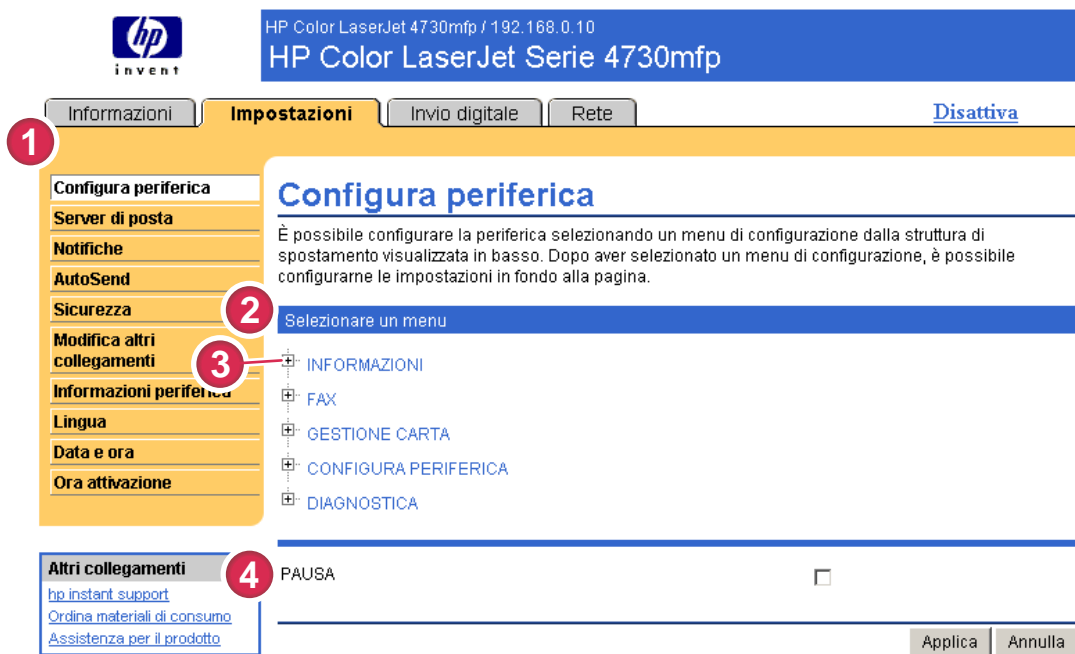 hp
invent
HP Color LaserJet 4730mfp / 192.168.0.10
HP Color LaserJet Serie 4730mfp
Informazioni
Impostazioni
Invio digitale
Rete
Disattiva
1
Configura periferica
Server di posta
Notifiche
AutoSend
Sicurezza
Modifica altri
collegamenti
Informazioni periferica
Lingua
Data e ora
Ora attivazione
Altri collegamenti
hp instant support
Ordina materiali di consumo
Assistenza per il prodotto
Configura periferica
È possibile configurare la periferica selezionando un menu di configurazione dalla struttura di
spostamento visualizzata in basso. Dopo aver selezionato un menu di configurazione, è possibile
configurarne le impostazioni in fondo alla pagina.
2
Selezionare un menu
3
INFORMAZIONI
FAX
GESTIONE CARTA
CONFIGURA PERIFERICA
DIAGNOSTICA
4
PAUSA
Applica
Annulla